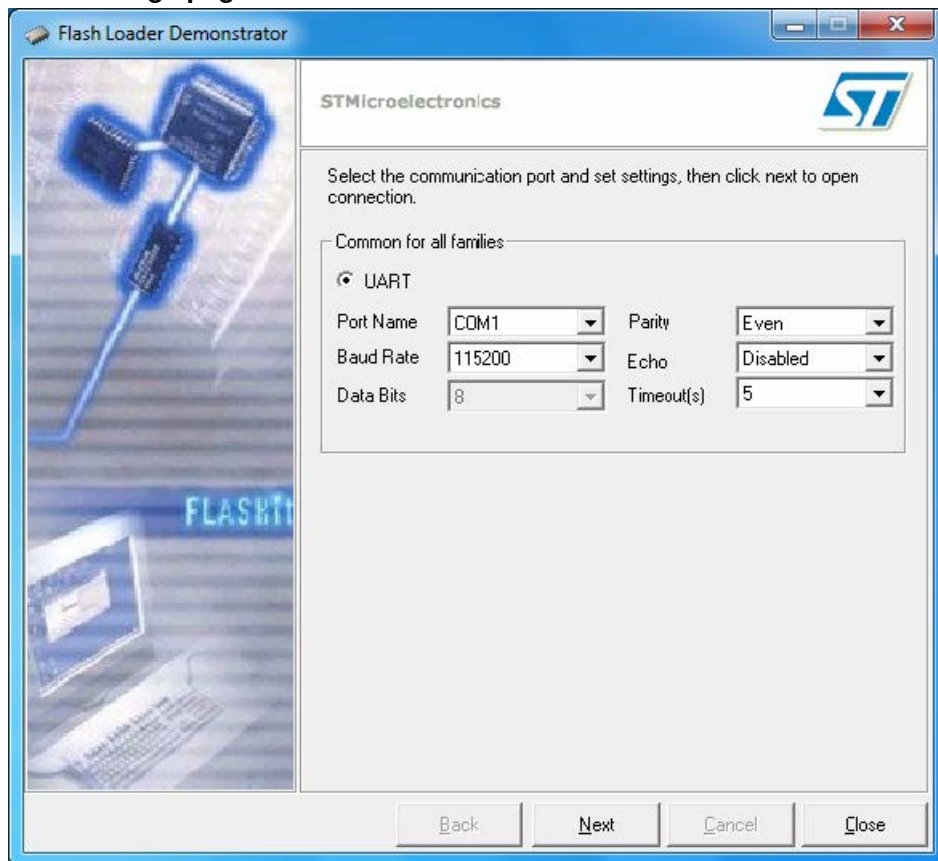 Flash Loader Demonstrator
STMicroelectronics
ST
Select the communication port and set settings, then click next to open
connection.
Common for all families
UART
Port Name COM1 Parity Even
Baud Rate 115200 Echo Disabled
Data Bits 8 Timeout(s) 5
Back Next Cancel Close